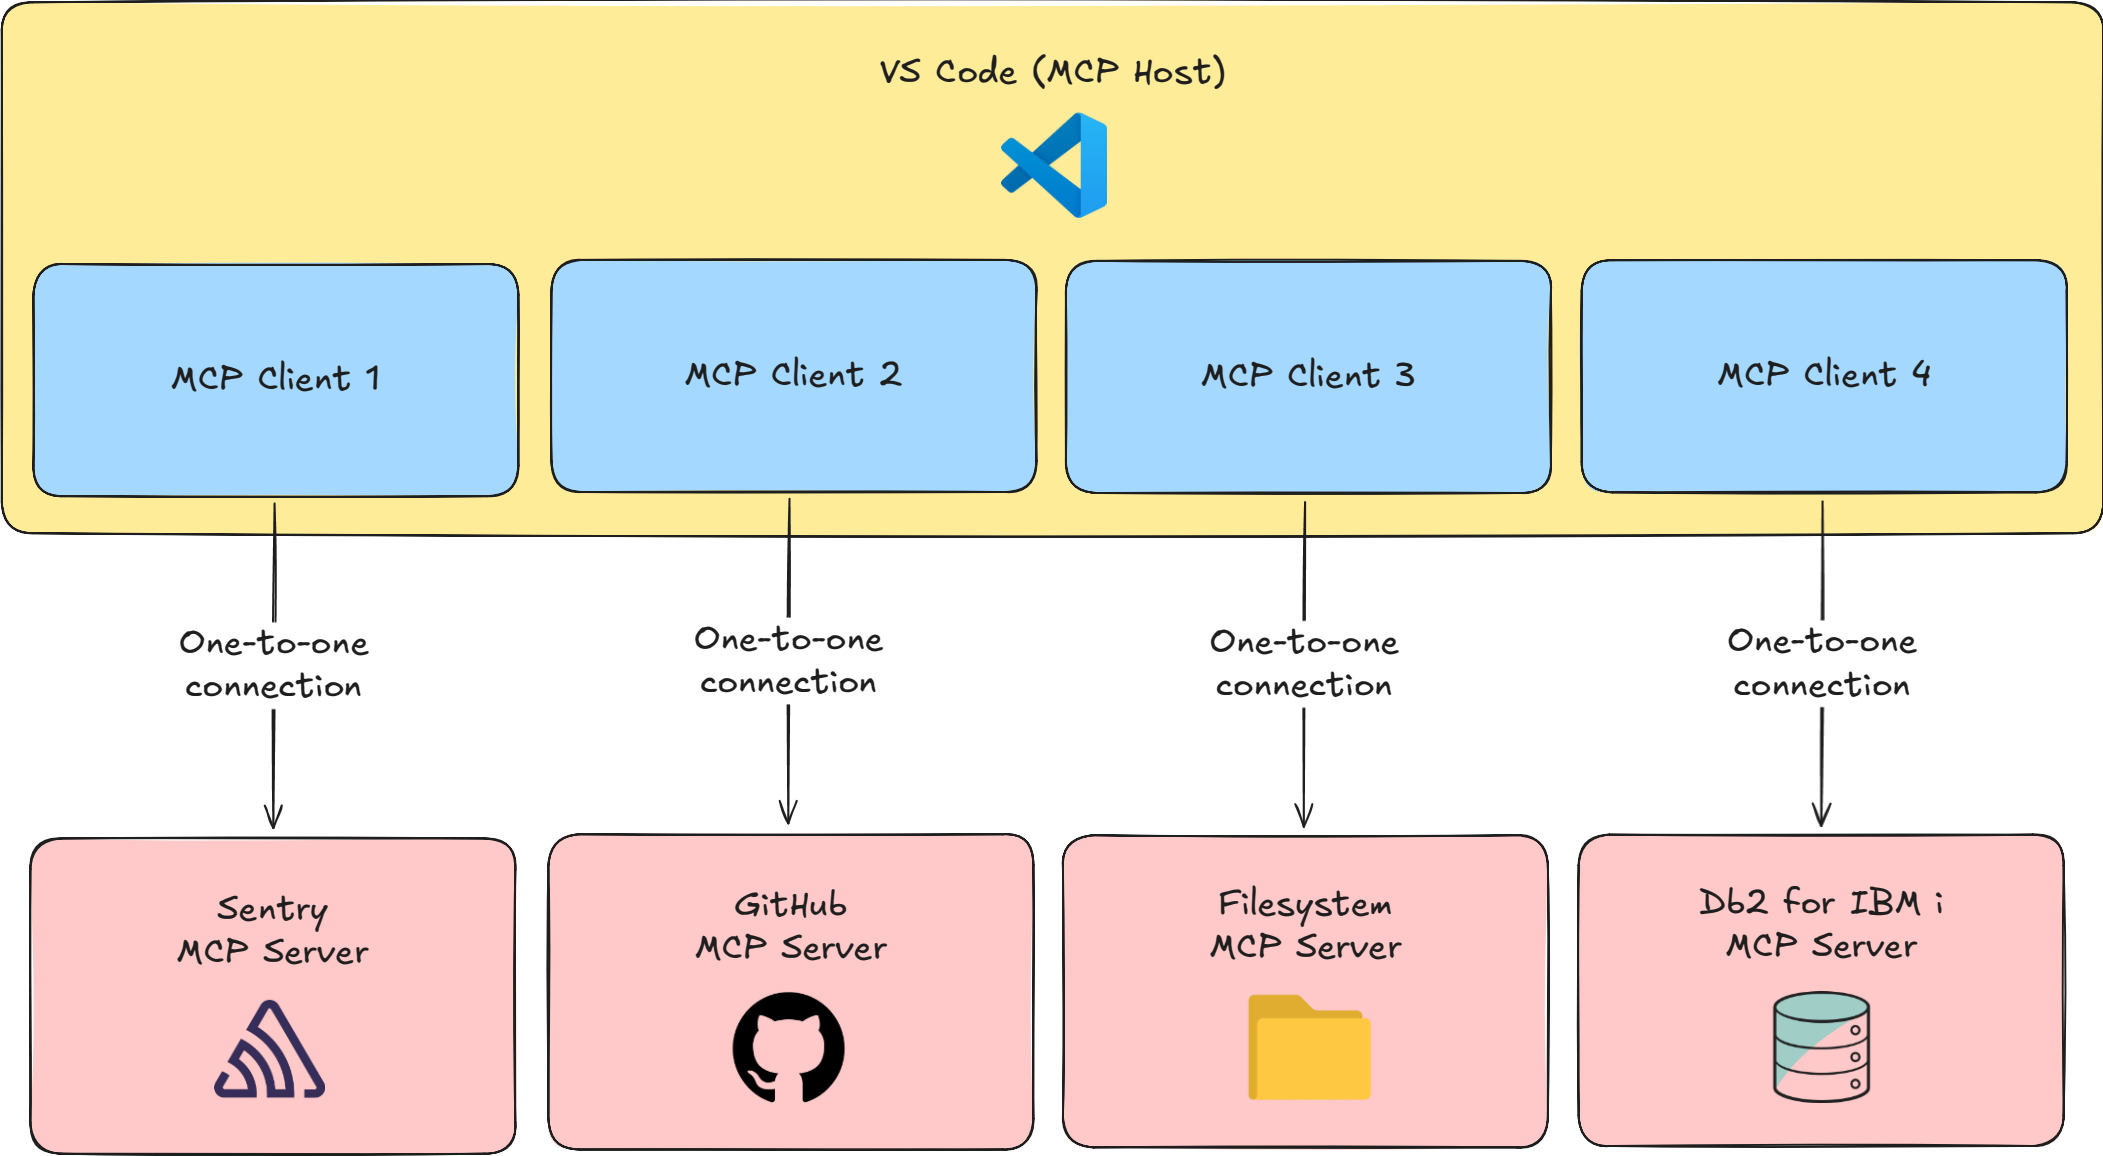 VS Code (MCP Host)
MCP Client 1
MCP Client 2
MCP Client 3
MCP Client 4
One-to-one
connection
One-to-one
connection
One-to-one
connection
One-to-one
connection
Sentry
MCP Server
GitHub
MCP Server
Filesystem
MCP Server
Db2 for IBM i
MCP Server